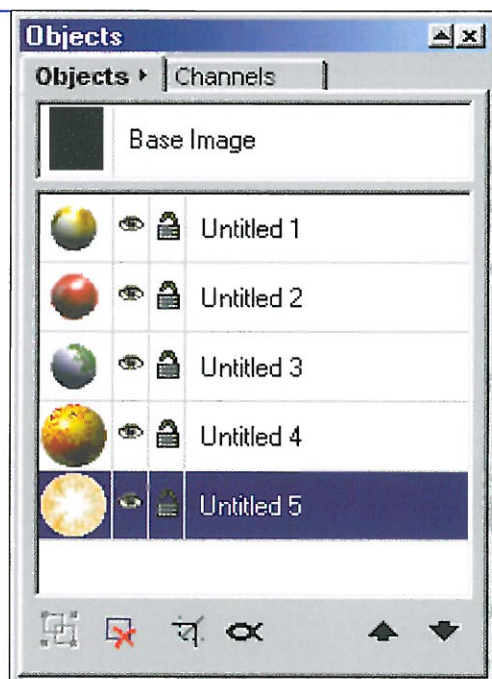 Objects
Objects Channels
Base Image
Untitled 1
Untitled 2
Untitled 3
Untitled 4
Untitled 5